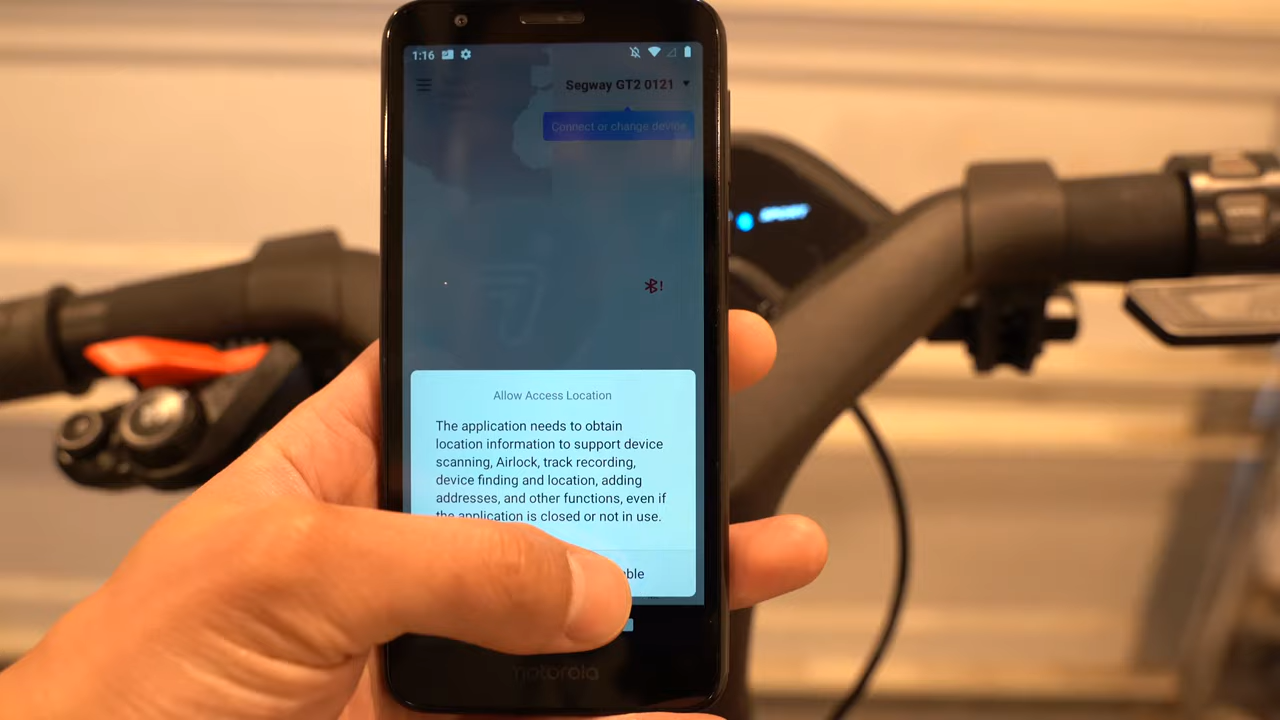 1:16
Segway GT2 0121
Connect or change device
Allow Access Location
The application needs to obtain
location information to support device
scanning, Airlock, track recording,
device finding and location, adding
addresses, and other functions, even if
the application is closed or not in use.
motorola